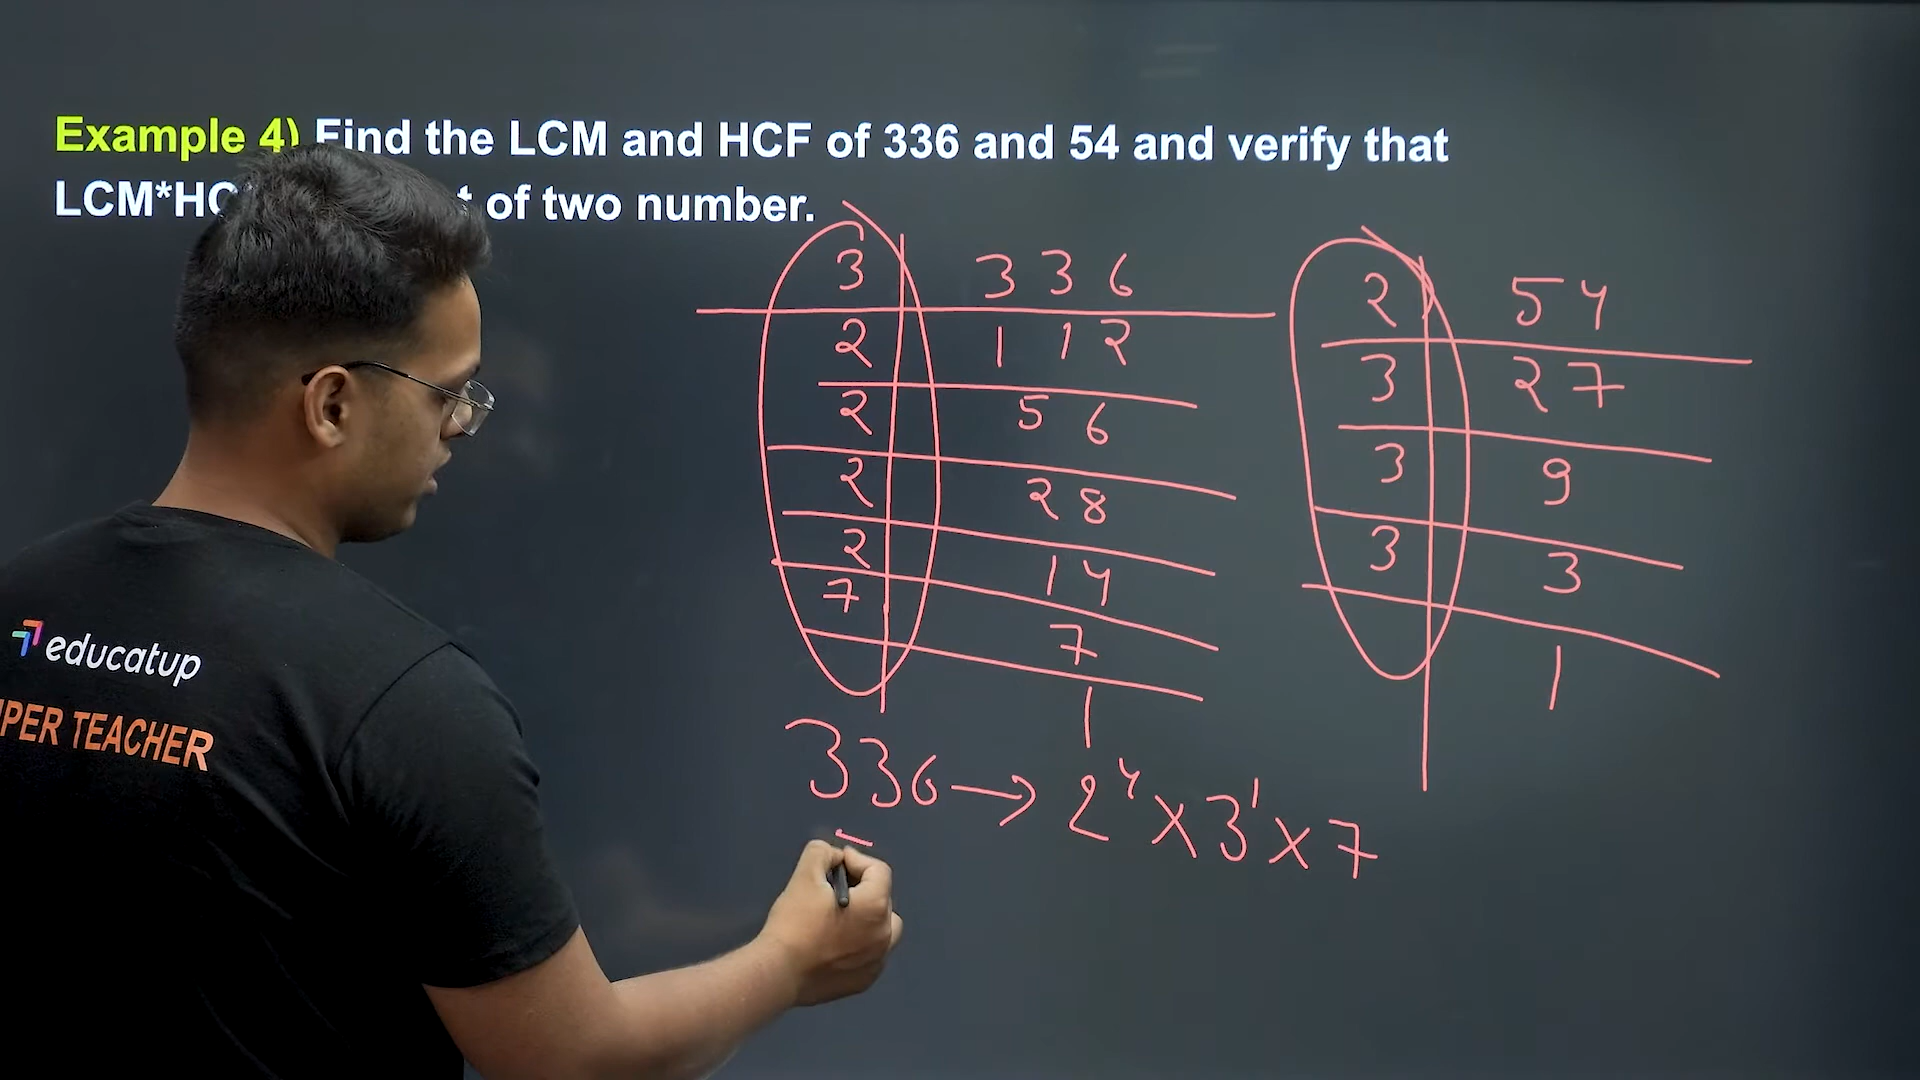 Example 4) Find the LCM and HCF of 336 and 54 and verify that
LCM*HC of two number.
3 336
2 112
2 56
2 28
2 14
7 7
1
2 54
3 27
3 9
3 3
1
336 → 2⁴ × 3¹ × 7
educatup
PER TEACHER